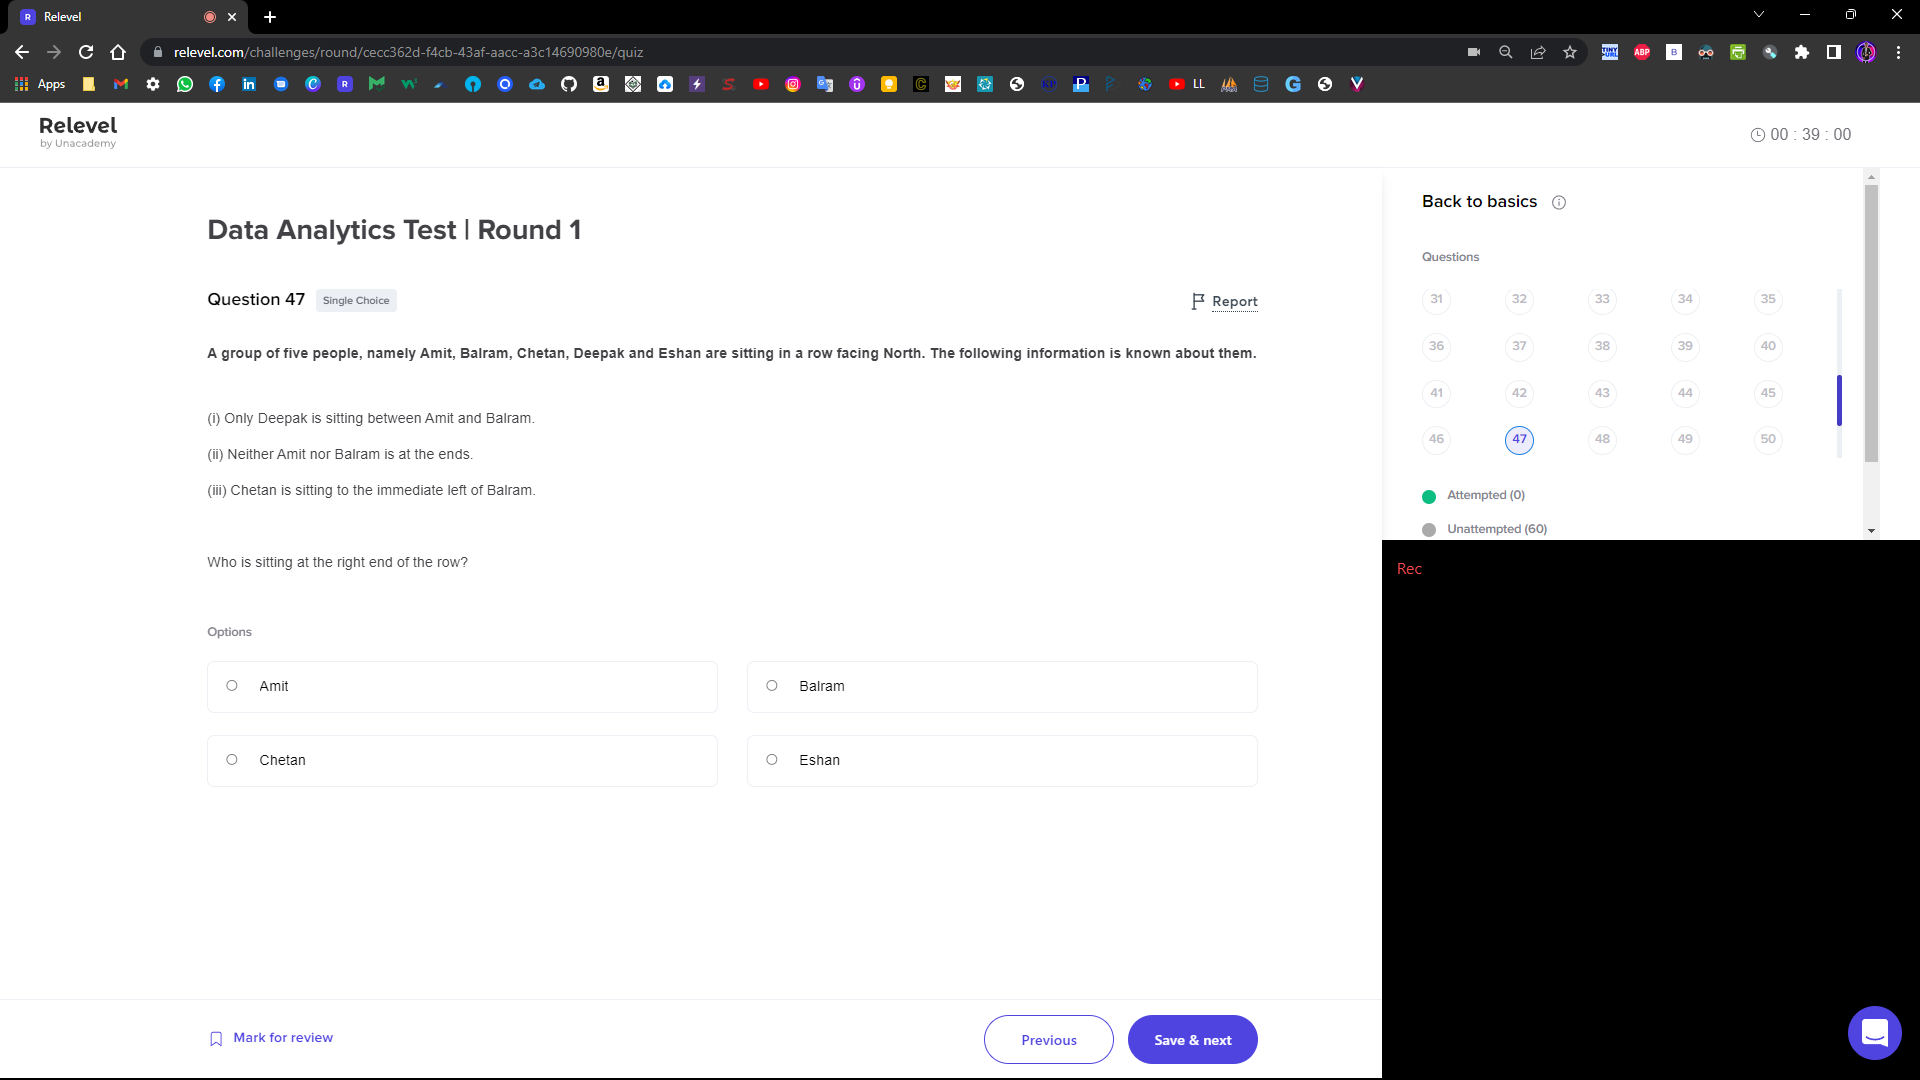 Relevel
relevel.com/challenges/round/cecc362d-f4cb-43af-aacc-a3c14690980e/quiz
Apps
LL
Relevel
by Unacademy
00 : 39 : 00
Data Analytics Test | Round 1
Question 47
Single Choice
Report
A group of five people, namely Amit, Balram, Chetan, Deepak and Eshan are sitting in a row facing North. The following information is known about them.
(i) Only Deepak is sitting between Amit and Balram.
(ii) Neither Amit nor Balram is at the ends.
(iii) Chetan is sitting to the immediate left of Balram.
Who is sitting at the right end of the row?
Options
Amit
Balram
Chetan
Eshan
Mark for review
Previous
Save & next
Back to basics
Questions
31 32 33 34 35
36 37 38 39 40
41 42 43 44 45
46 47 48 49 50
Attempted (0)
Unattempted (60)
Rec